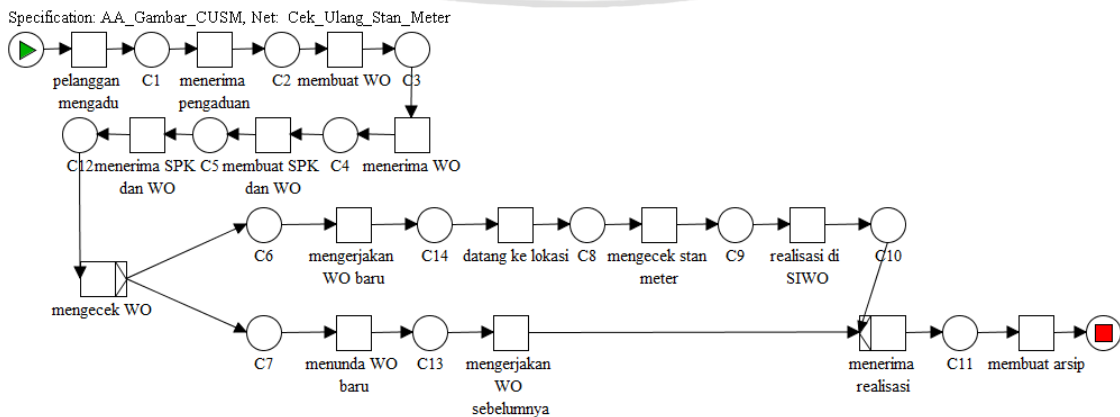 Specification: AA_Gambar_CUSM, Net: Cek_Ulang_Stan_Meter
pelanggan
mengadu
C1
menerima
pengaduan
C2
membuat WO
C3
C12
menerima SPK
dan WO
C5
membuat SPK
dan WO
C4
menerima WO
mengecek WO
C6
mengerjakan
WO baru
C14
datang ke lokasi
C8
mengecek stan
meter
C9
realisasi di
SIWO
C10
C7
menunda WO
baru
C13
mengerjakan
WO
sebelumnya
menerima
realisasi
C11
membuat arsip